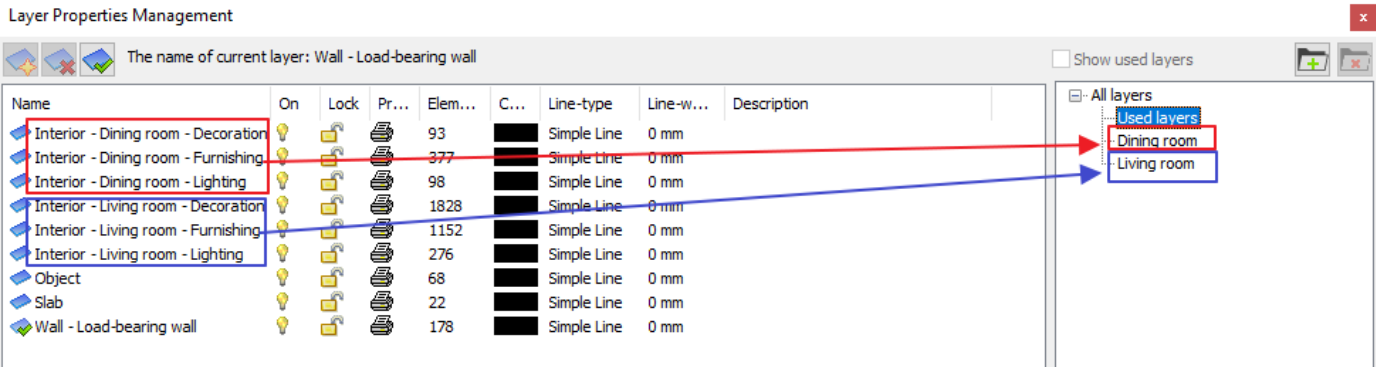 Layer Properties Management
x
The name of current layer: Wall - Load-bearing wall
Show used layers
Name On Lock Pr... Elem... C... Line-type Line-w... Description
Interior - Dining room - Decoration 93 Simple Line 0 mm
Interior - Dining room - Furnishing 377 Simple Line 0 mm
Interior - Dining room - Lighting 98 Simple Line 0 mm
Interior - Living room - Decoration 1828 Simple Line 0 mm
Interior - Living room - Furnishing 1152 Simple Line 0 mm
Interior - Living room - Lighting 276 Simple Line 0 mm
Object 68 Simple Line 0 mm
Slab 22 Simple Line 0 mm
Wall - Load-bearing wall 178 Simple Line 0 mm
All layers
Used layers
Dining room
Living room